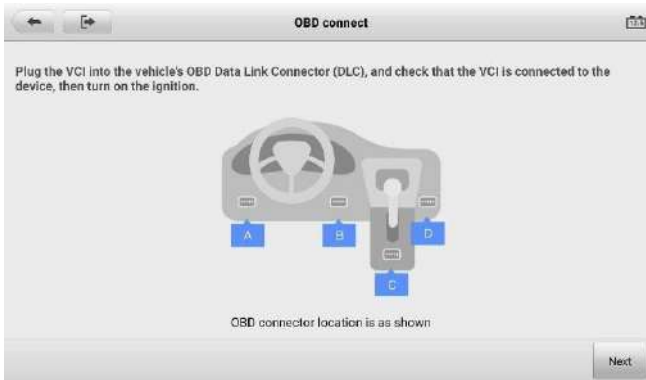 OBD connect
Plug the VCI into the vehicle's OBD Data Link Connector (DLC), and check that the VCI is connected to the
device, then turn on the ignition.
A
B
D
C
OBD connector location is as shown
Next